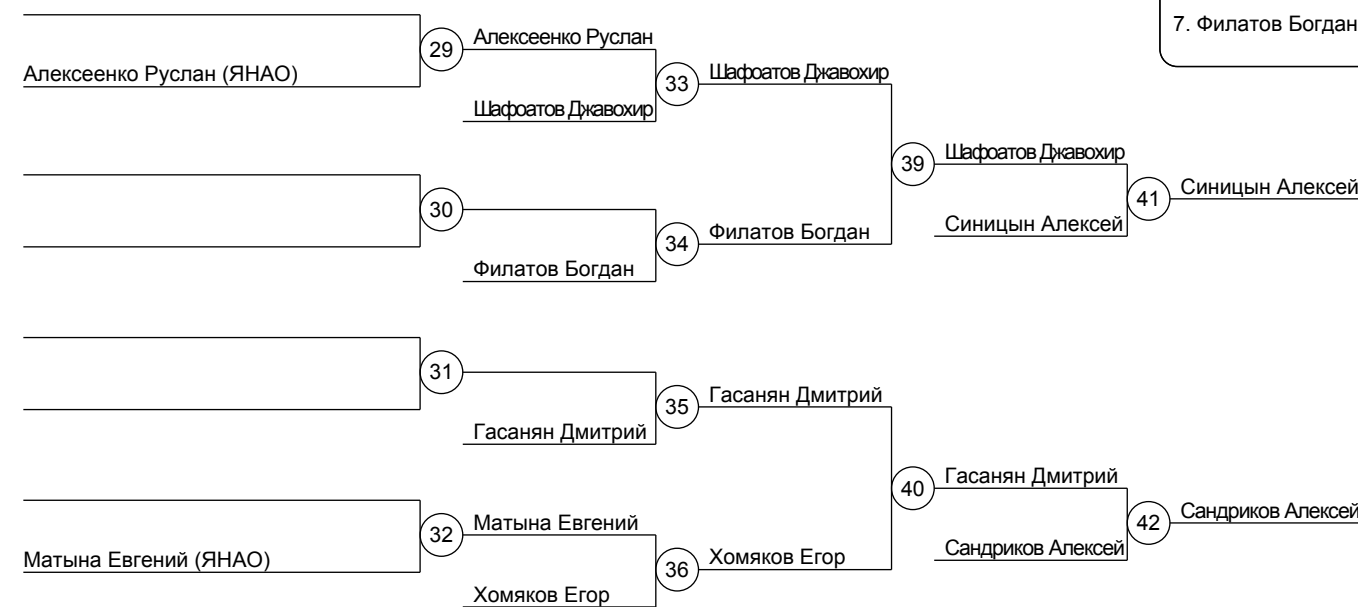 7. Филатов Богдан
Алексеенко Руслан
29
Алексеенко Руслан (ЯНАО)
Шафоатов Джавохир
33
Шафоатов Джавохир
Шафоатов Джавохир
39
Синицын Алексей
41
30
Филатов Богдан
Синицын Алексей
34
Филатов Богдан
31
Гасанян Дмитрий
35
Гасанян Дмитрий
Гасанян Дмитрий
40
Матына Евгений
Сандриков Алексей
42
32
Хомяков Егор
Сандриков Алексей
Матына Евгений (ЯНАО)
36
Хомяков Егор